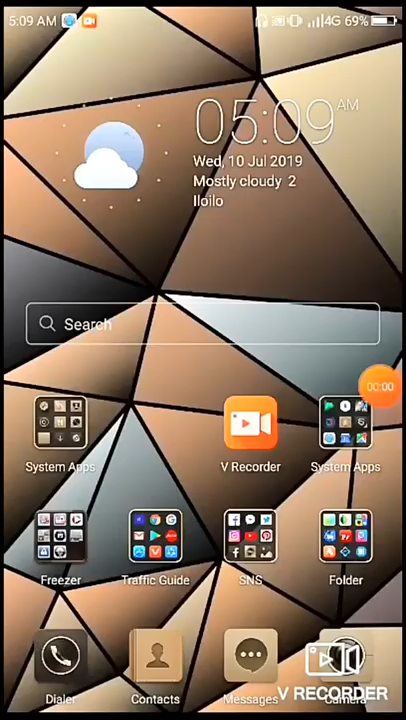 5:09 AM 4G 69%
05:09 AM
Wed, 10 Jul 2019
Mostly cloudy 2
Iloilo
Search
00:00
System Apps V Recorder System Apps
Freezer Traffic Guide SNS Folder
Dialer Contacts Messages Camera
V RECORDER